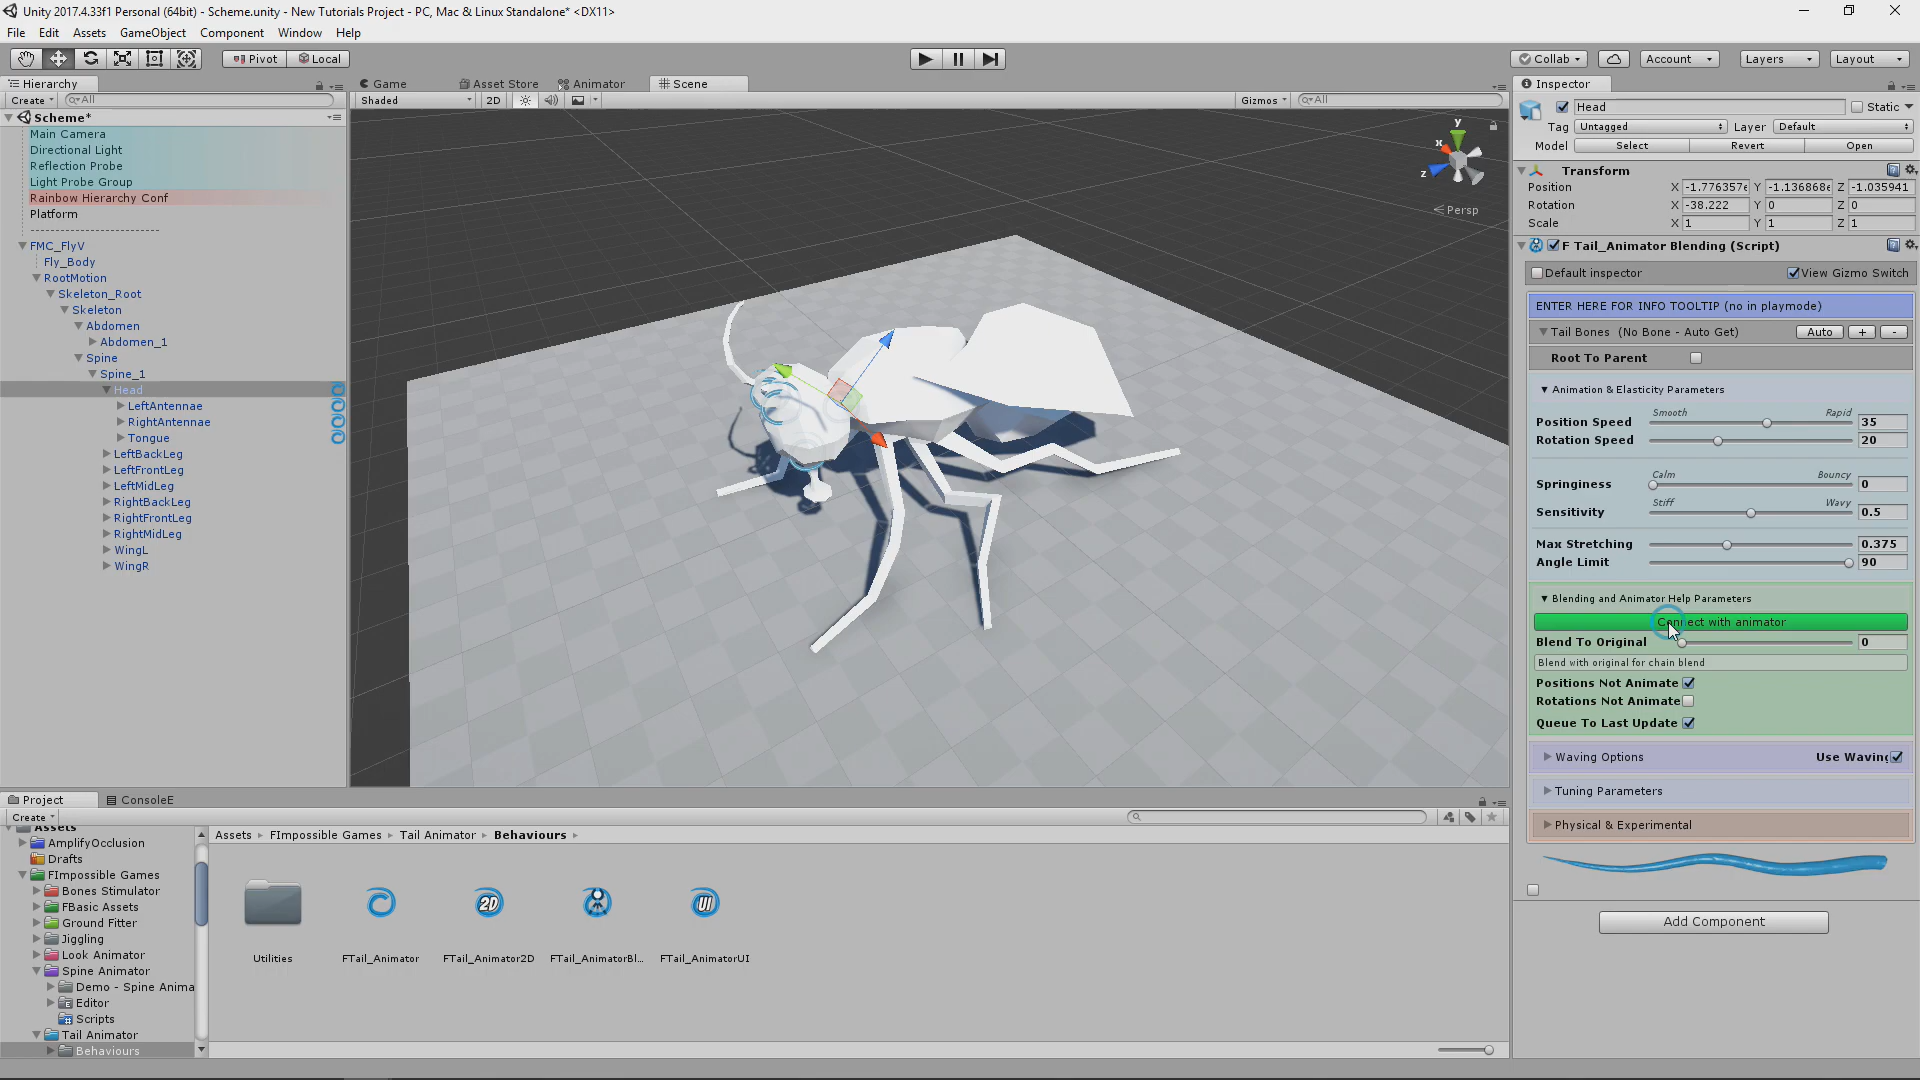 Unity 2017.4.33f1 Personal (64bit) - Scheme.unity - New Tutorials Project - PC, Mac & Linux Standalone* <DX11>
File Edit Assets GameObject Component Window Help
Pivot Local Collab Account Layers Layout
Hierarchy
Create All
Scheme*
Main Camera
Directional Light
Reflection Probe
Light Probe Group
Rainbow Hierarchy Conf
Platform
------------------------
FMC_FlyV
Fly_Body
RootMotion
Skeleton_Root
Skeleton
Abdomen
Abdomen_1
Spine
Spine_1
Head
LeftAntennae
RightAntennae
Tongue
LeftBackLeg
LeftFrontLeg
LeftMidLeg
RightBackLeg
RightFrontLeg
RightMidLeg
WingL
WingR
Game Asset Store Animator Scene
Shaded 2D Gizmos All
y
x
z
Persp
Inspector
Head Static
Tag Untagged Layer Default
Model Select Revert Open
Transform
Position X -1.776357e Y -1.136868e Z -1.035941
Rotation X -38.222 Y 0 Z 0
Scale X 1 Y 1 Z 1
F Tail_Animator Blending (Script)
Default inspector View Gizmo Switch
ENTER HERE FOR INFO TOOLTIP (no in playmode)
Tail Bones (No Bone - Auto Get) Auto + -
Root To Parent
Animation & Elasticity Parameters
Smooth Rapid
Position Speed 35
Rotation Speed 20
Calm Bouncy
Springiness 0
Stiff Wavy
Sensitivity 0.5
Max Stretching 0.375
Angle Limit 90
Blending and Animator Help Parameters
Connect with animator
Blend To Original 0
Blend with original for chain blend
Positions Not Animate
Rotations Not Animate
Queue To Last Update
Waving Options Use Waving
Tuning Parameters
Physical & Experimental
Add Component
Project ConsoleE
Create
Assets
AmplifyOcclusion
Drafts
FImpossible Games
Bones Stimulator
FBasic Assets
Ground Fitter
Jiggling
Look Animator
Spine Animator
Demo - Spine Anima
Editor
Scripts
Tail Animator
Behaviours
Assets FImpossible Games Tail Animator Behaviours
2D
UI
Utilities FTail_Animator FTail_Animator2D FTail_AnimatorBl... FTail_AnimatorUI